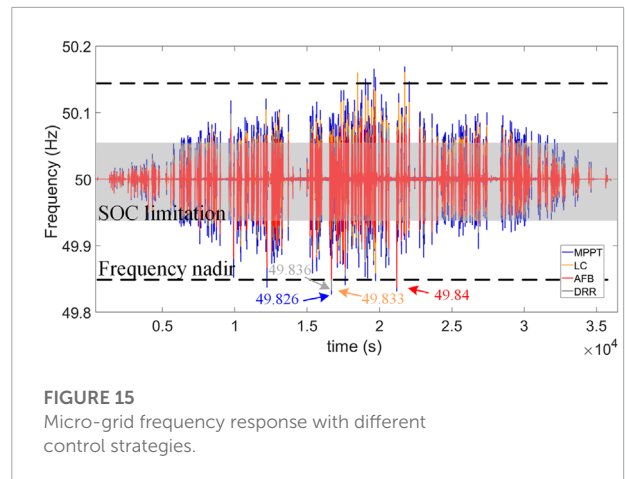 50.2
50.1
50
49.9
49.8
Frequency (Hz)
SOC limitation
Frequency nadir
49.836
49.826
49.833
49.84
MPPT
LC
AFB
DRR
0 0.5 1 1.5 2 2.5 3 3.5
time (s)
×10⁴
FIGURE 15
Micro-grid frequency response with different
control strategies.